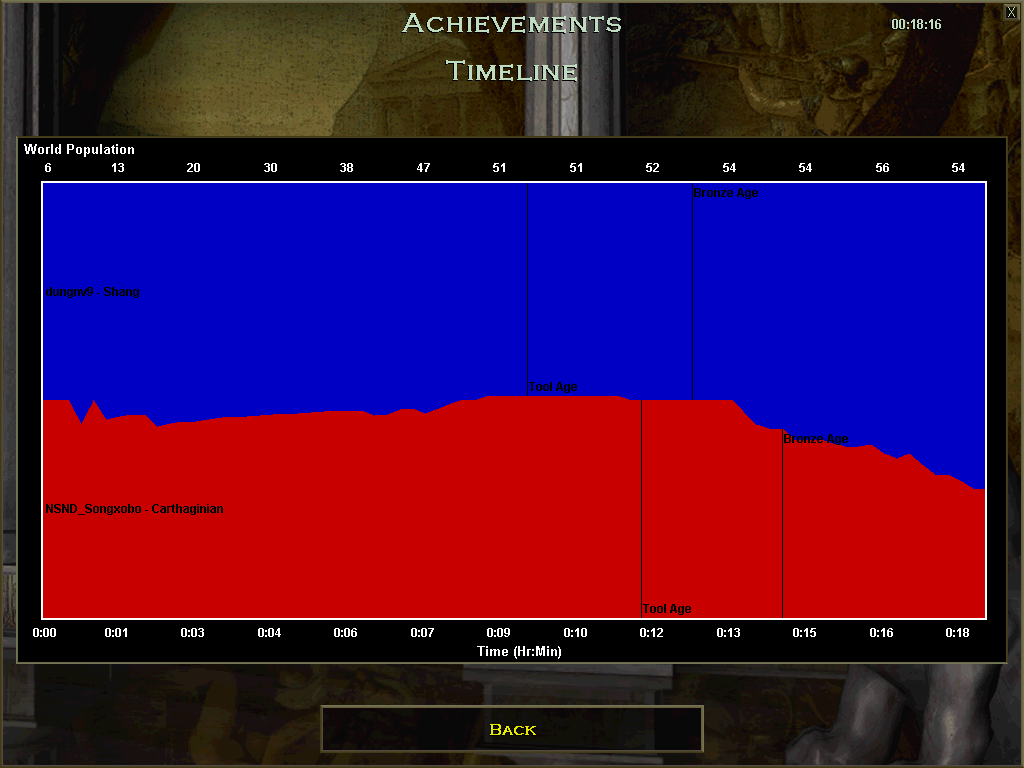 Achievements
00:18:16
X
Timeline
World Population
6 13 20 30 38 47 51 51 52 54 54 56 54
Bronze Age
dungnv9 - Shang
Tool Age
Bronze Age
NSND_Songxoho - Carthaginian
Tool Age
0:00 0:01 0:03 0:04 0:06 0:07 0:09 0:10 0:12 0:13 0:15 0:16 0:18
Time (Hr:Min)
Back